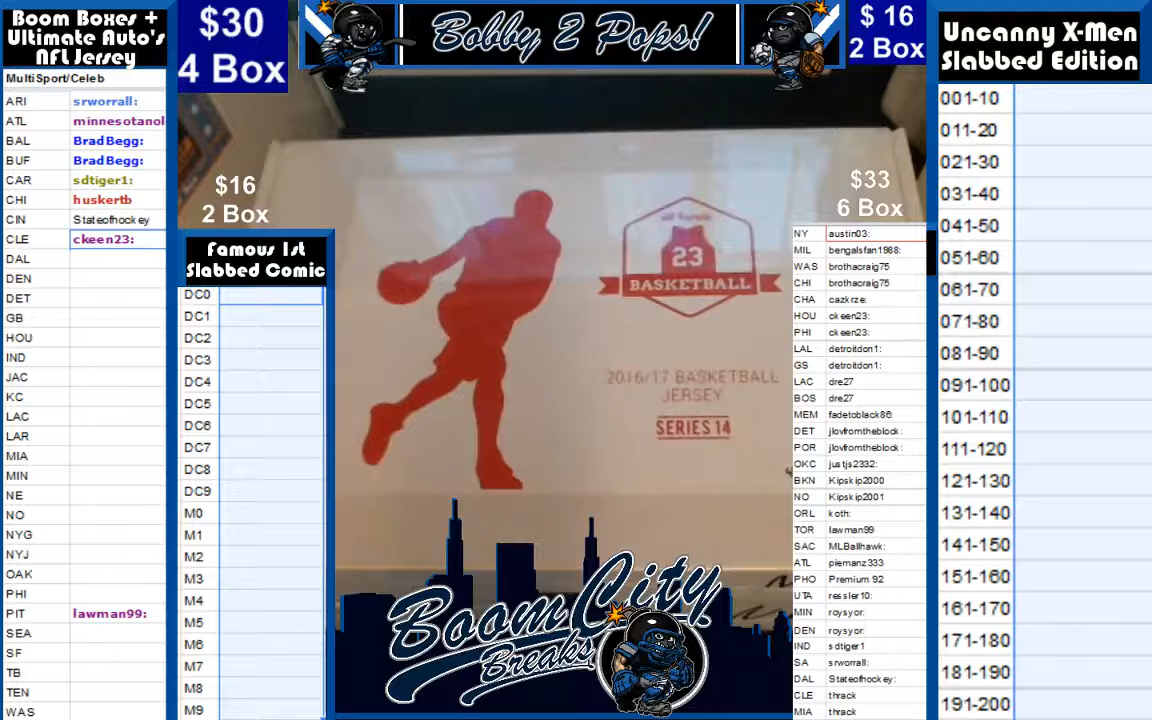 Boom Boxes +
Ultimate Auto's
NFL Jersey
MultiSport/Celeb
ARI srworrall:
ATL minnesotanol
BAL BradBegg:
BUF BradBegg:
CAR sdtiger1:
CHI huskertb
CIN Stateofhockey
CLE ckeen23:
DAL
DEN
DET
GB
HOU
IND
JAC
KC
LAC
LAR
MIA
MIN
NE
NO
NYG
NYJ
OAK
PHI
PIT lawman99:
SEA
SF
TB
TEN
WAS
$30
4 Box
Bobby 2 Pops!
$ 16
2 Box
$16
2 Box
Famous 1st
Slabbed Comic
DC0
DC1
DC2
DC3
DC4
DC5
DC6
DC7
DC8
DC9
M0
M1
M2
M3
M4
M5
M6
M7
M8
M9
23
BASKETBALL
2016/17 BASKETBALL
JERSEY
SERIES 14
Boom City
Breaks
$33
6 Box
NY austin03:
MIL bengalsfan1988:
WAS brothacraig75
CHI brothacraig75
CHA cazkrze:
HOU ckeen23:
PHI ckeen23:
LAL detroitdon1:
GS detroitdon1:
LAC dre27
BOS dre27
MEM fadetoblack86:
DET jlovfromtheblock:
POR jlovfromtheblock:
OKC justjs2332:
BKN Kipskip2000
NO Kipskip2001
ORL koth:
TOR lawman99
SAC MLBallhawk:
ATL piemanz333
PHO Premium 92
UTA ressler10:
MIN roysyor:
DEN roysyor:
IND sdtiger1
SA srworrall:
DAL Stateofhockey:
CLE thrack
MIA thrack
Uncanny X-Men
Slabbed Edition
001-10
011-20
021-30
031-40
041-50
051-60
061-70
071-80
081-90
091-100
101-110
111-120
121-130
131-140
141-150
151-160
161-170
171-180
181-190
191-200